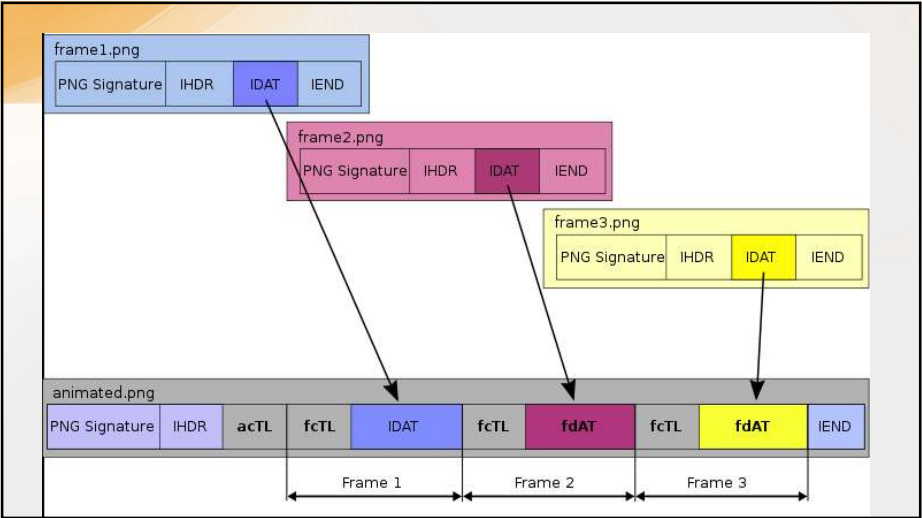 frame1.png
PNG Signature IHDR IDAT IEND
frame2.png
PNG Signature IHDR IDAT IEND
frame3.png
PNG Signature IHDR IDAT IEND
animated.png
PNG Signature IHDR acTL fcTL IDAT fcTL fdAT fcTL fdAT IEND
Frame 1 Frame 2 Frame 3